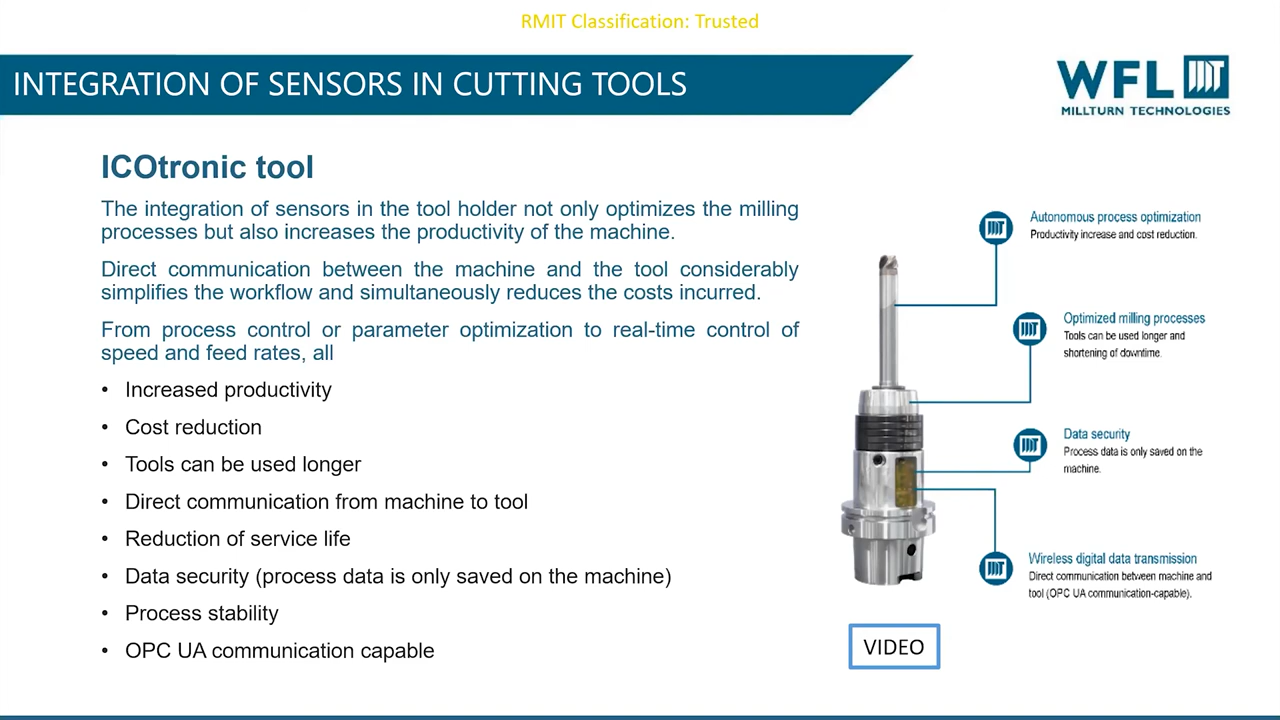 RMIT Classification: Trusted
INTEGRATION OF SENSORS IN CUTTING TOOLS
WFL
MILLTURN TECHNOLOGIES
ICOtronic tool
The integration of sensors in the tool holder not only optimizes the milling
processes but also increases the productivity of the machine.
Direct communication between the machine and the tool considerably
simplifies the workflow and simultaneously reduces the costs incurred.
From process control or parameter optimization to real-time control of
speed and feed rates, all
• Increased productivity
• Cost reduction
• Tools can be used longer
• Direct communication from machine to tool
• Reduction of service life
• Data security (process data is only saved on the machine)
• Process stability
• OPC UA communication capable
Autonomous process optimization
Productivity increase and cost reduction.
Optimized milling processes
Tools can be used longer and
shortening of downtime.
Data security
Process data is only saved on the
machine.
Wireless digital data transmission
Direct communication between machine and
tool (OPC UA communication-capable).
VIDEO